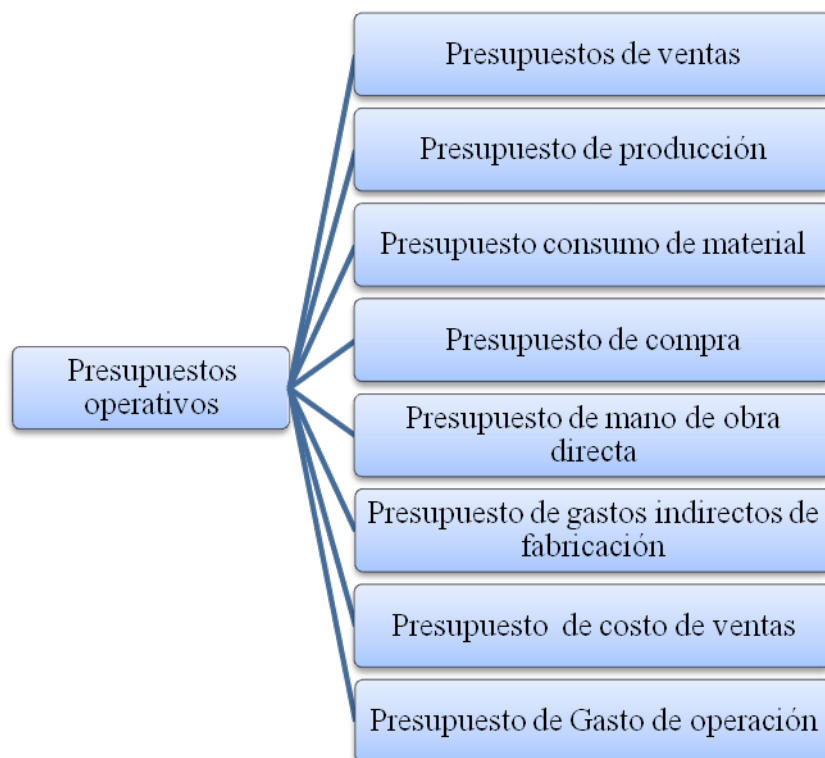 Presupuestos de ventas
Presupuesto de producción
Presupuesto consumo de material
Presupuesto de compra
Presupuestos
operativos
Presupuesto de mano de obra
directa
Presupuesto de gastos indirectos de
fabricación
Presupuesto de costo de ventas
Presupuesto de Gasto de operación